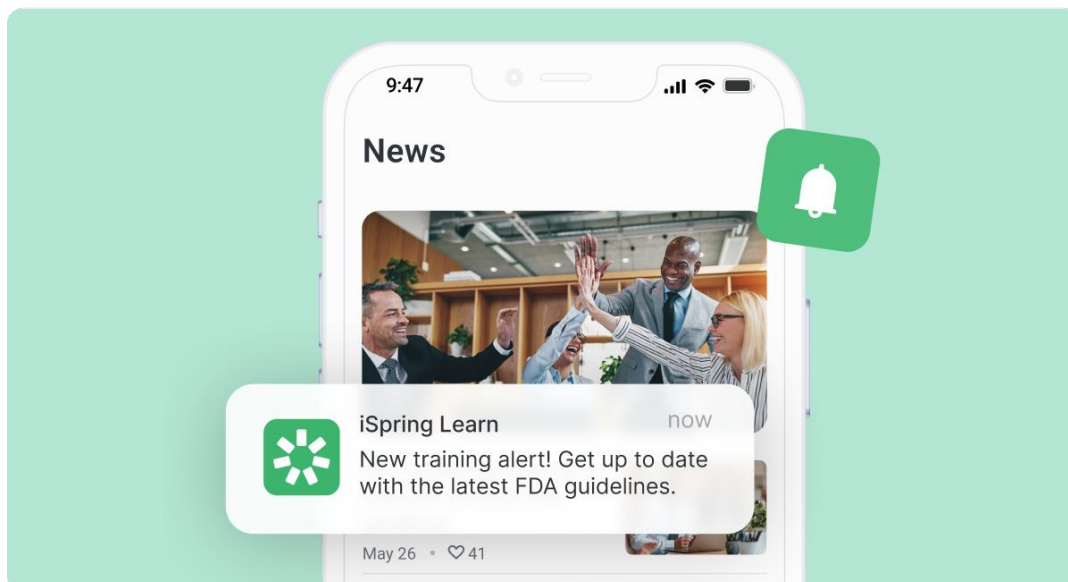 9:47
News
iSpring Learn
now
New training alert! Get up to date
with the latest FDA guidelines.
May 26 • ♡ 41